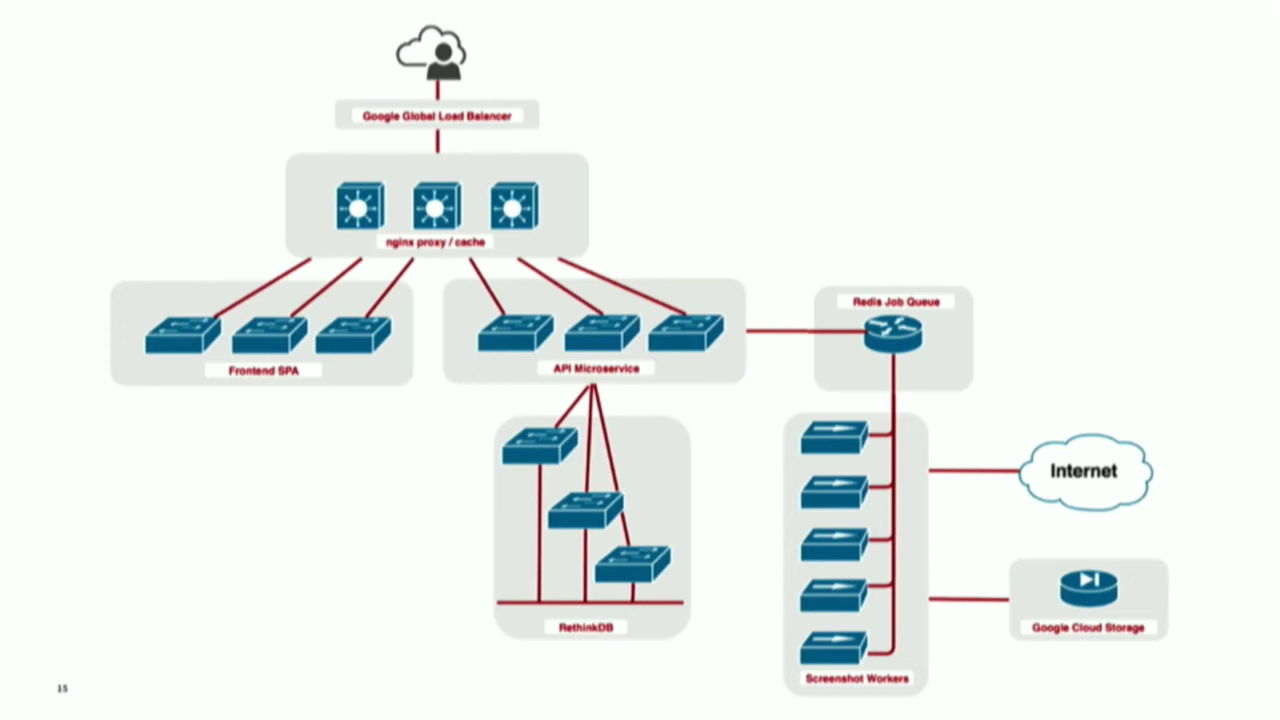 Google Global Load Balancer
nginx proxy / cache
Redis Job Queue
Frontend SPA
API Microservice
Internet
RethinkDB
Google Cloud Storage
Screenshot Workers
15